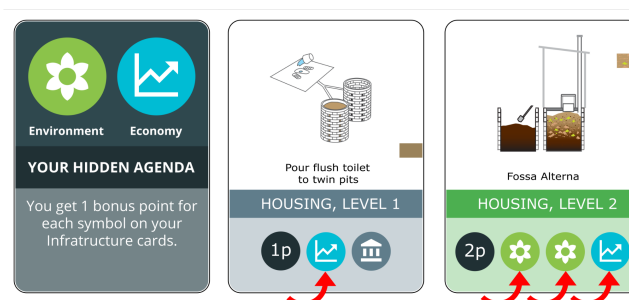 Environment Economy
YOUR HIDDEN AGENDA
You get 1 bonus point for
each symbol on your
Infratructure cards.
Pour flush toilet
to twin pits
HOUSING, LEVEL 1
1p
Fossa Alterna
HOUSING, LEVEL 2
2p